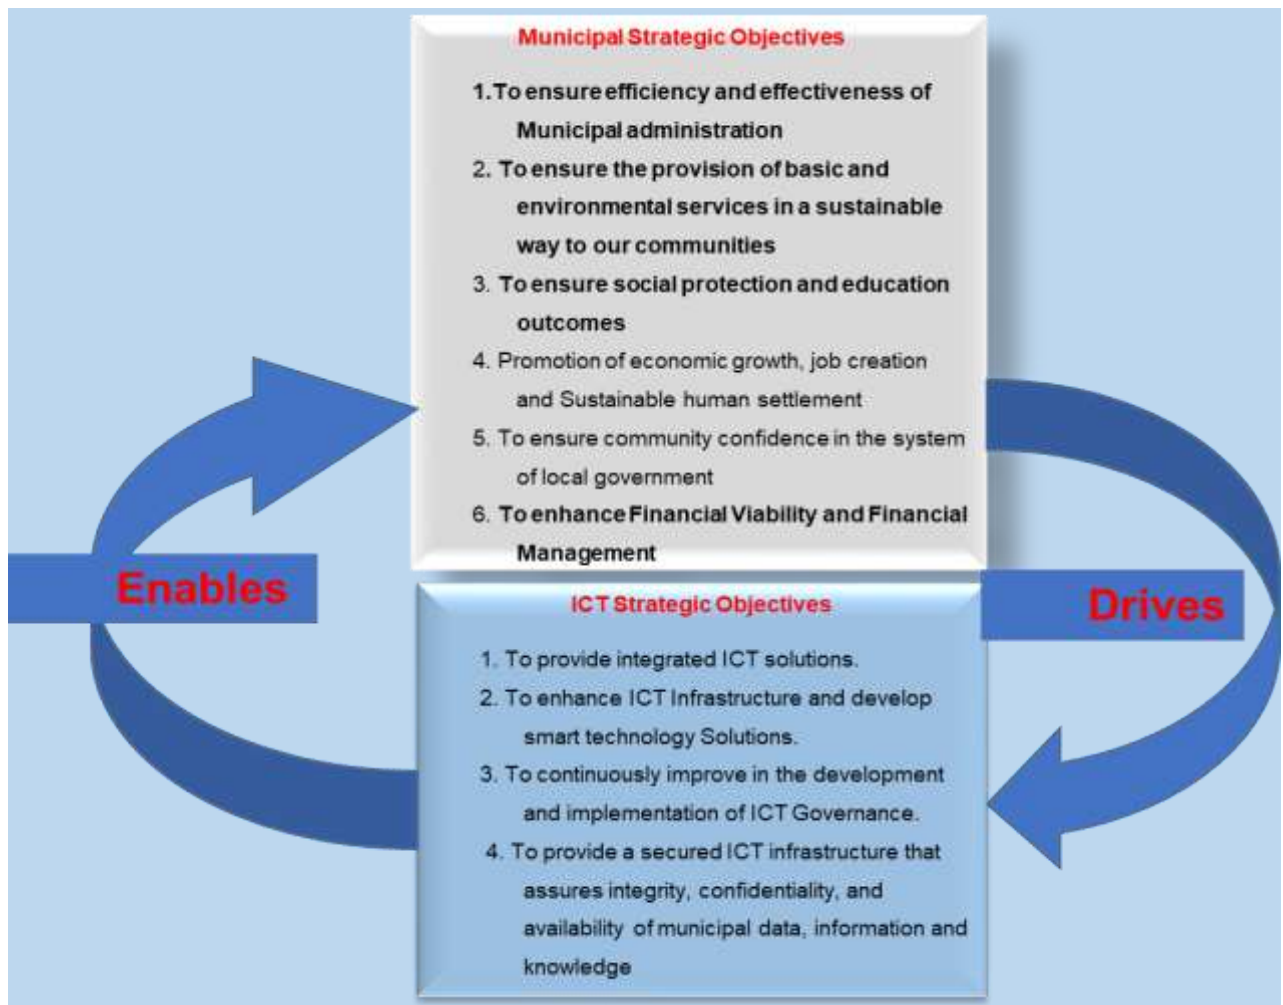 Municipal Strategic Objectives
1.To ensure efficiency and effectiveness of
Municipal administration
2. To ensure the provision of basic and
environmental services in a sustainable
way to our communities
3. To ensure social protection and education
outcomes
4. Promotion of economic growth, job creation
and Sustainable human settlement
5. To ensure community confidence in the system
of local government
6. To enhance Financial Viability and Financial
Management
Enables
Drives
ICT Strategic Objectives
1. To provide integrated ICT solutions.
2. To enhance ICT Infrastructure and develop
smart technology Solutions.
3. To continuously improve in the development
and implementation of ICT Governance.
4. To provide a secured ICT infrastructure that
assures integrity, confidentiality, and
availability of municipal data, information and
knowledge